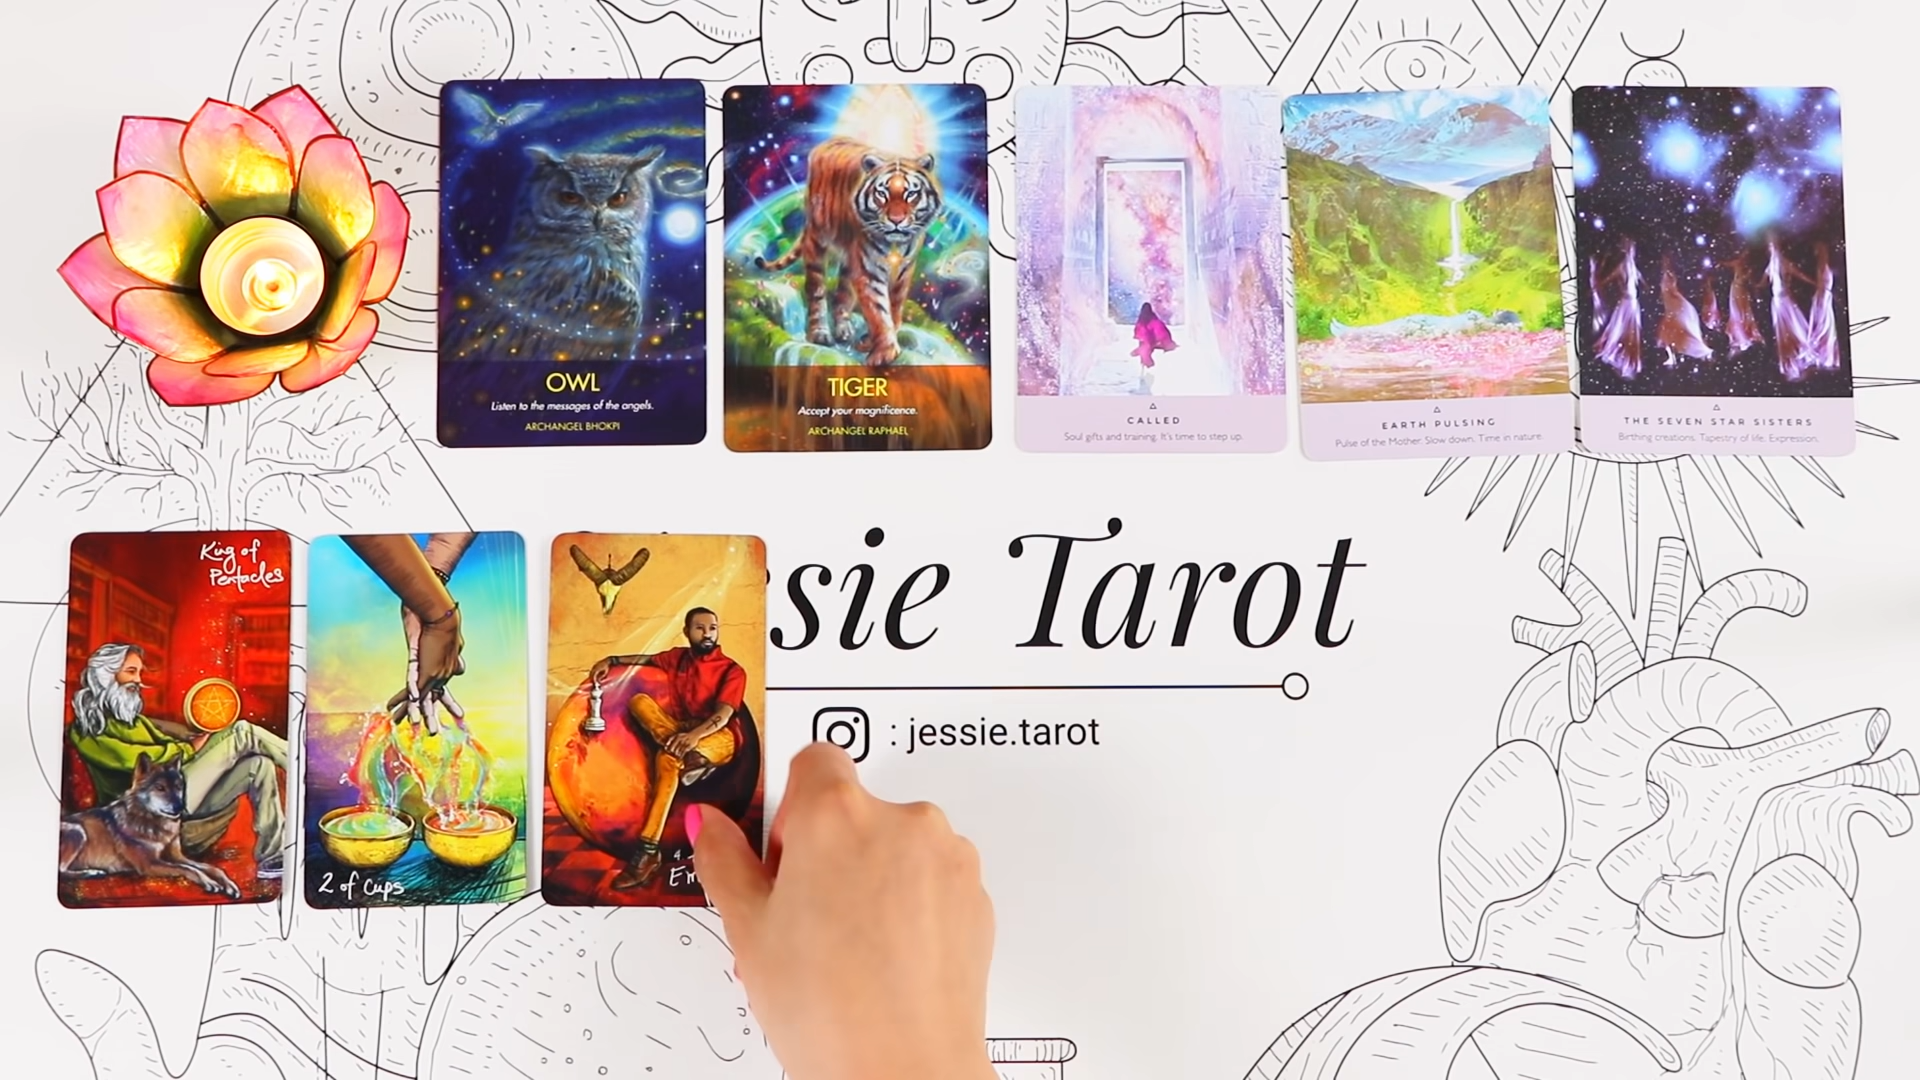 OWL
Listen to the messages of the angels.
ARCHANGEL BHOKPI
TIGER
Accept your magnificence.
ARCHANGEL RAPHAEL
CALLED
Soul gifts and training. It's time to step up.
EARTH PULSING
Pulse of the Mother. Slow down. Time in nature.
THE SEVEN STAR SISTERS
Birthing creations. Tapestry of life. Expression.
King of
Pentacles
2 of cups
4
ssie Tarot
: jessie.tarot